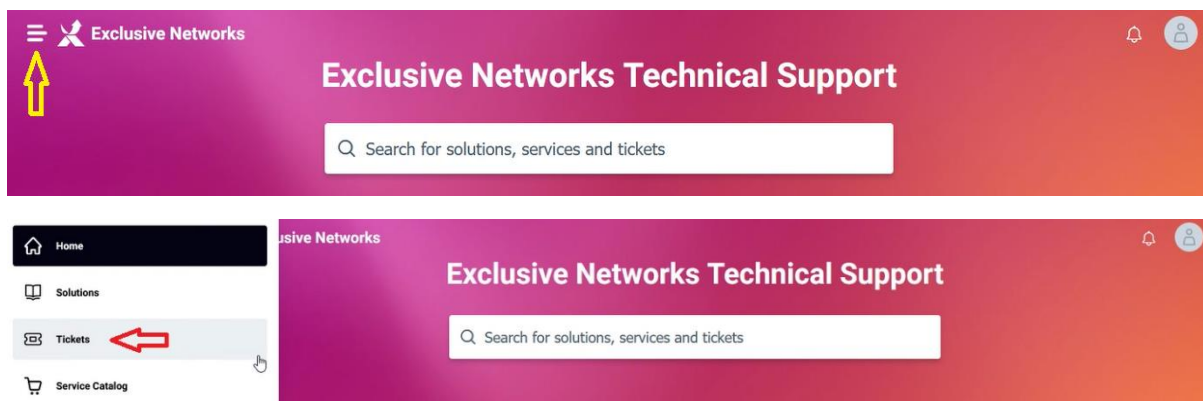 Exclusive Networks
Exclusive Networks Technical Support
Search for solutions, services and tickets
Home
usive Networks
Exclusive Networks Technical Support
Solutions
Search for solutions, services and tickets
Tickets
Service Catalog